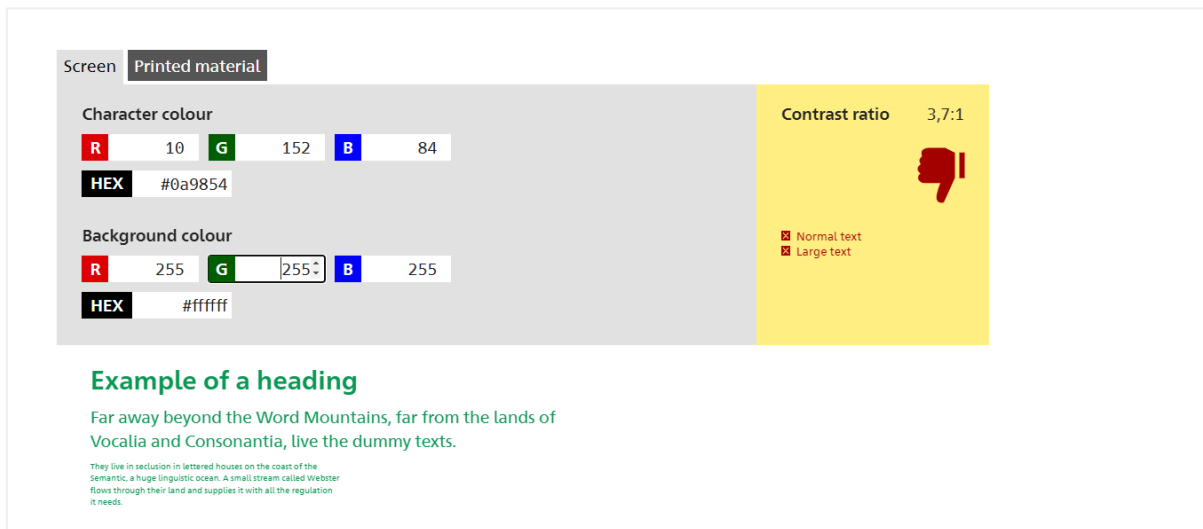 Screen Printed material
Character colour
R 10 G 152 B 84
HEX #0a9854
Background colour
R 255 G 255 B 255
HEX #ffffff
Contrast ratio 3,7:1
Normal text
Large text
Example of a heading
Far away beyond the Word Mountains, far from the lands of
Vocalia and Consonantia, live the dummy texts.
They live in seclusion in lettered houses on the coast of the
Semantic, a huge linguistic ocean. A small stream called Webster
flows through their land and supplies it with all the regulation
it needs.